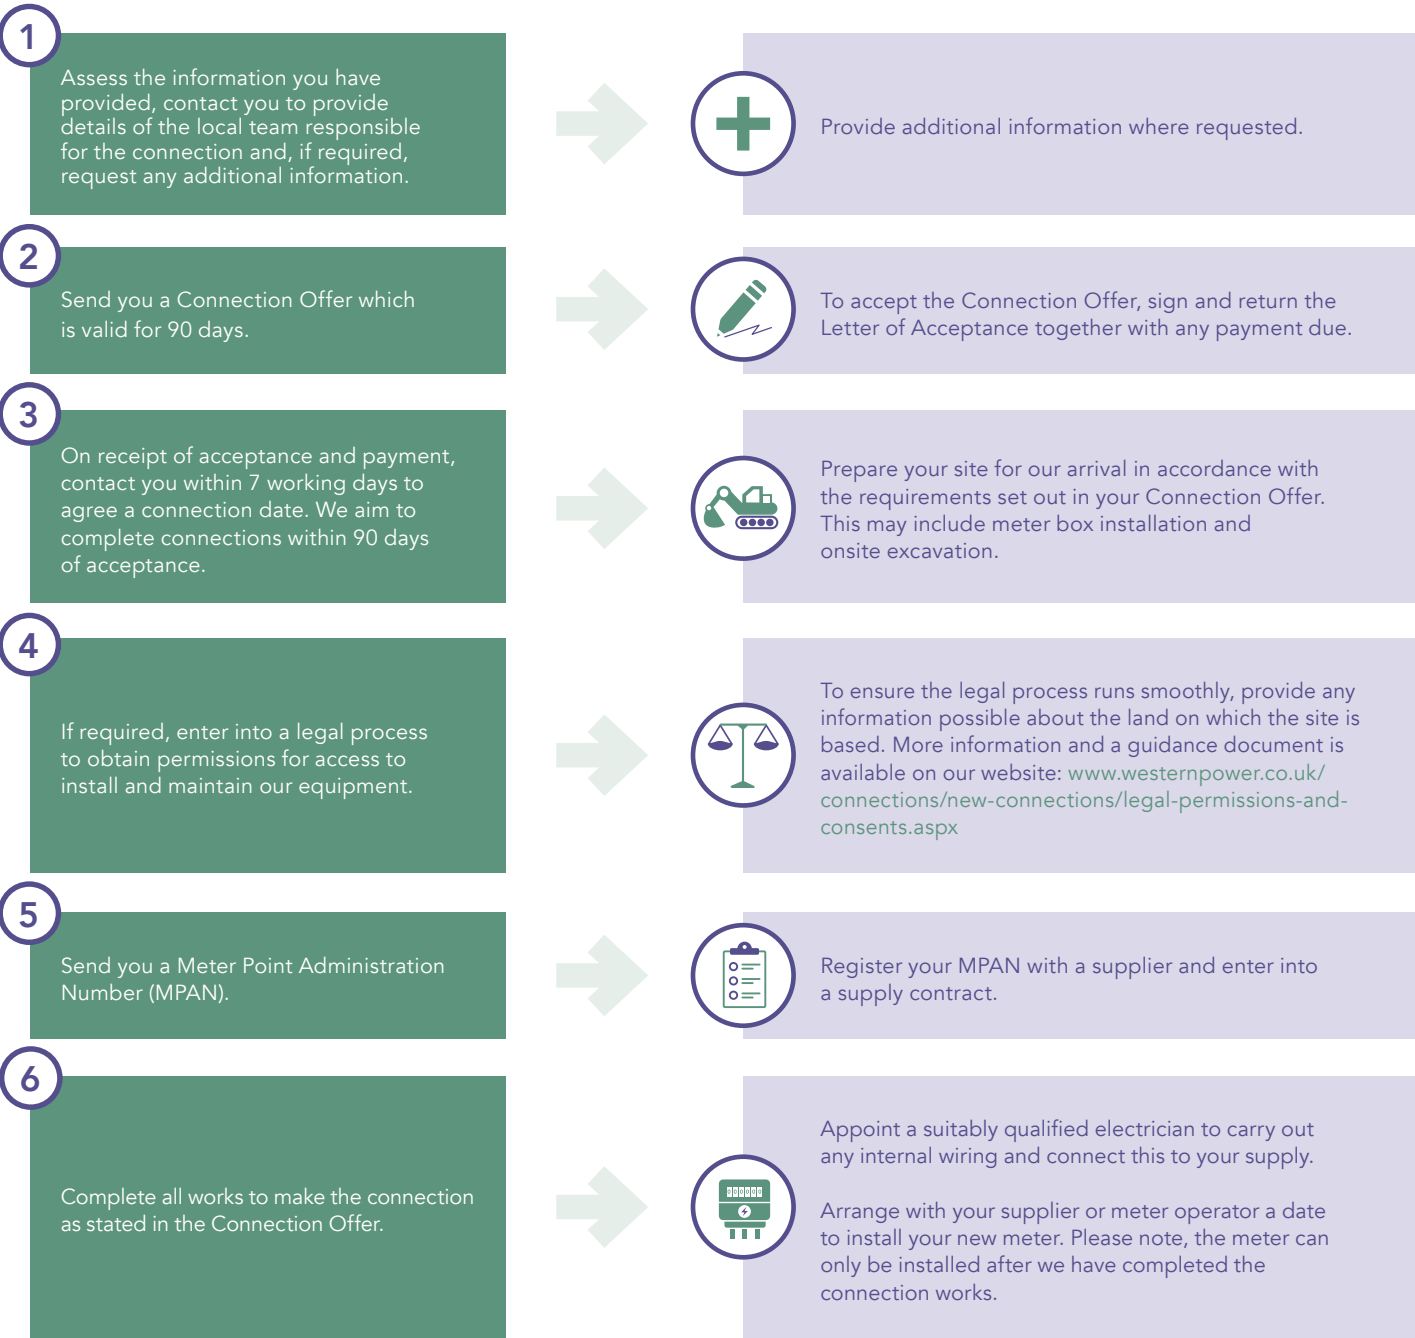 1
Assess the information you have
provided, contact you to provide
details of the local team responsible
for the connection and, if required,
request any additional information.
Provide additional information where requested.
2
Send you a Connection Offer which
is valid for 90 days.
To accept the Connection Offer, sign and return the
Letter of Acceptance together with any payment due.
3
On receipt of acceptance and payment,
contact you within 7 working days to
agree a connection date. We aim to
complete connections within 90 days
of acceptance.
Prepare your site for our arrival in accordance with
the requirements set out in your Connection Offer.
This may include meter box installation and
onsite excavation.
4
If required, enter into a legal process
to obtain permissions for access to
install and maintain our equipment.
To ensure the legal process runs smoothly, provide any
information possible about the land on which the site is
based. More information and a guidance document is
available on our website: www.westernpower.co.uk/
connections/new-connections/legal-permissions-and-
consents.aspx
5
Send you a Meter Point Administration
Number (MPAN).
Register your MPAN with a supplier and enter into
a supply contract.
6
Complete all works to make the connection
as stated in the Connection Offer.
Appoint a suitably qualified electrician to carry out
any internal wiring and connect this to your supply.
Arrange with your supplier or meter operator a date
to install your new meter. Please note, the meter can
only be installed after we have completed the
connection works.